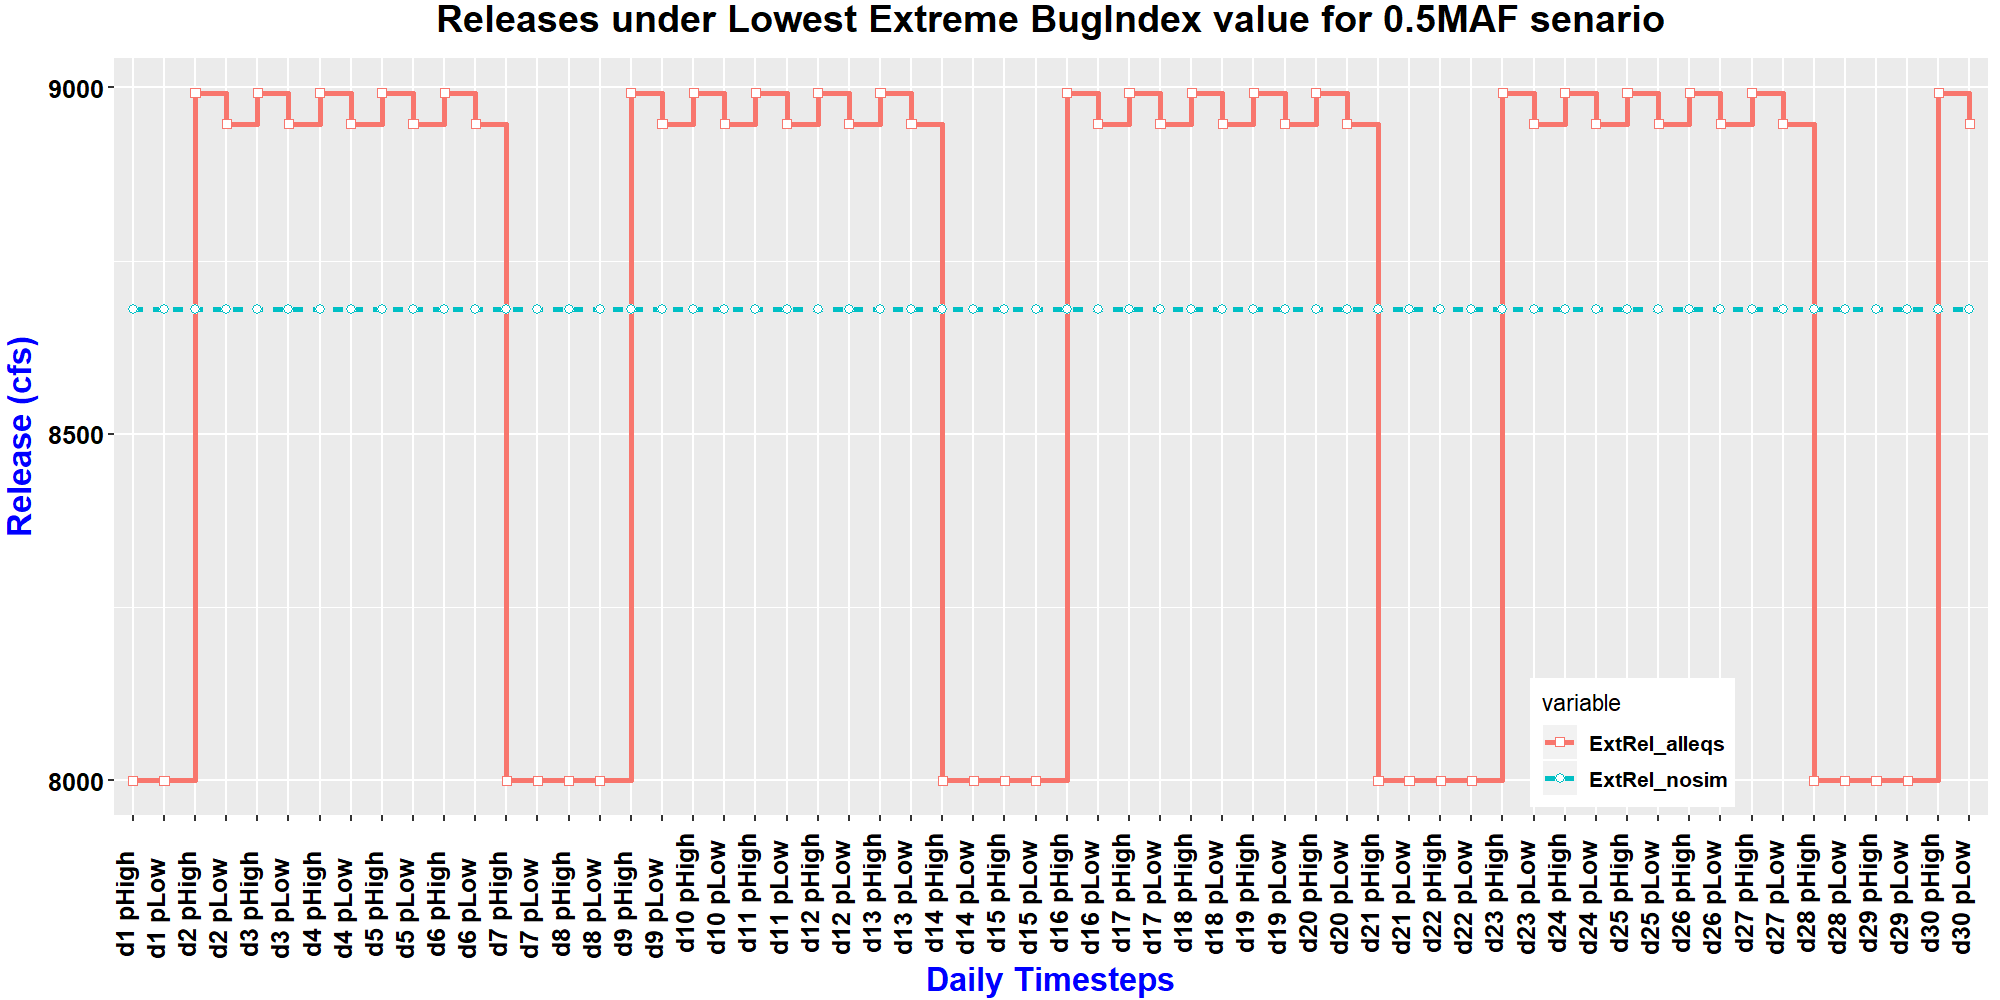 Releases under Lowest Extreme BugIndex value for 0.5MAF senario
Release (cfs)
9000
8500
8000
variable
ExtRel_alleqs
ExtRel_nosim
d1 pHigh
d1 pLow
d2 pHigh
d2 pLow
d3 pHigh
d3 pLow
d4 pHigh
d4 pLow
d5 pHigh
d5 pLow
d6 pHigh
d6 pLow
d7 pHigh
d7 pLow
d8 pHigh
d8 pLow
d9 pHigh
d9 pLow
d10 pHigh
d10 pLow
d11 pHigh
d11 pLow
d12 pHigh
d12 pLow
d13 pHigh
d13 pLow
d14 pHigh
d14 pLow
d15 pHigh
d15 pLow
d16 pHigh
d16 pLow
d17 pHigh
d17 pLow
d18 pHigh
d18 pLow
d19 pHigh
d19 pLow
d20 pHigh
d20 pLow
d21 pHigh
d21 pLow
d22 pHigh
d22 pLow
d23 pHigh
d23 pLow
d24 pHigh
d24 pLow
d25 pHigh
d25 pLow
d26 pHigh
d26 pLow
d27 pHigh
d27 pLow
d28 pHigh
d28 pLow
d29 pHigh
d29 pLow
d30 pHigh
d30 pLow
Daily Timesteps